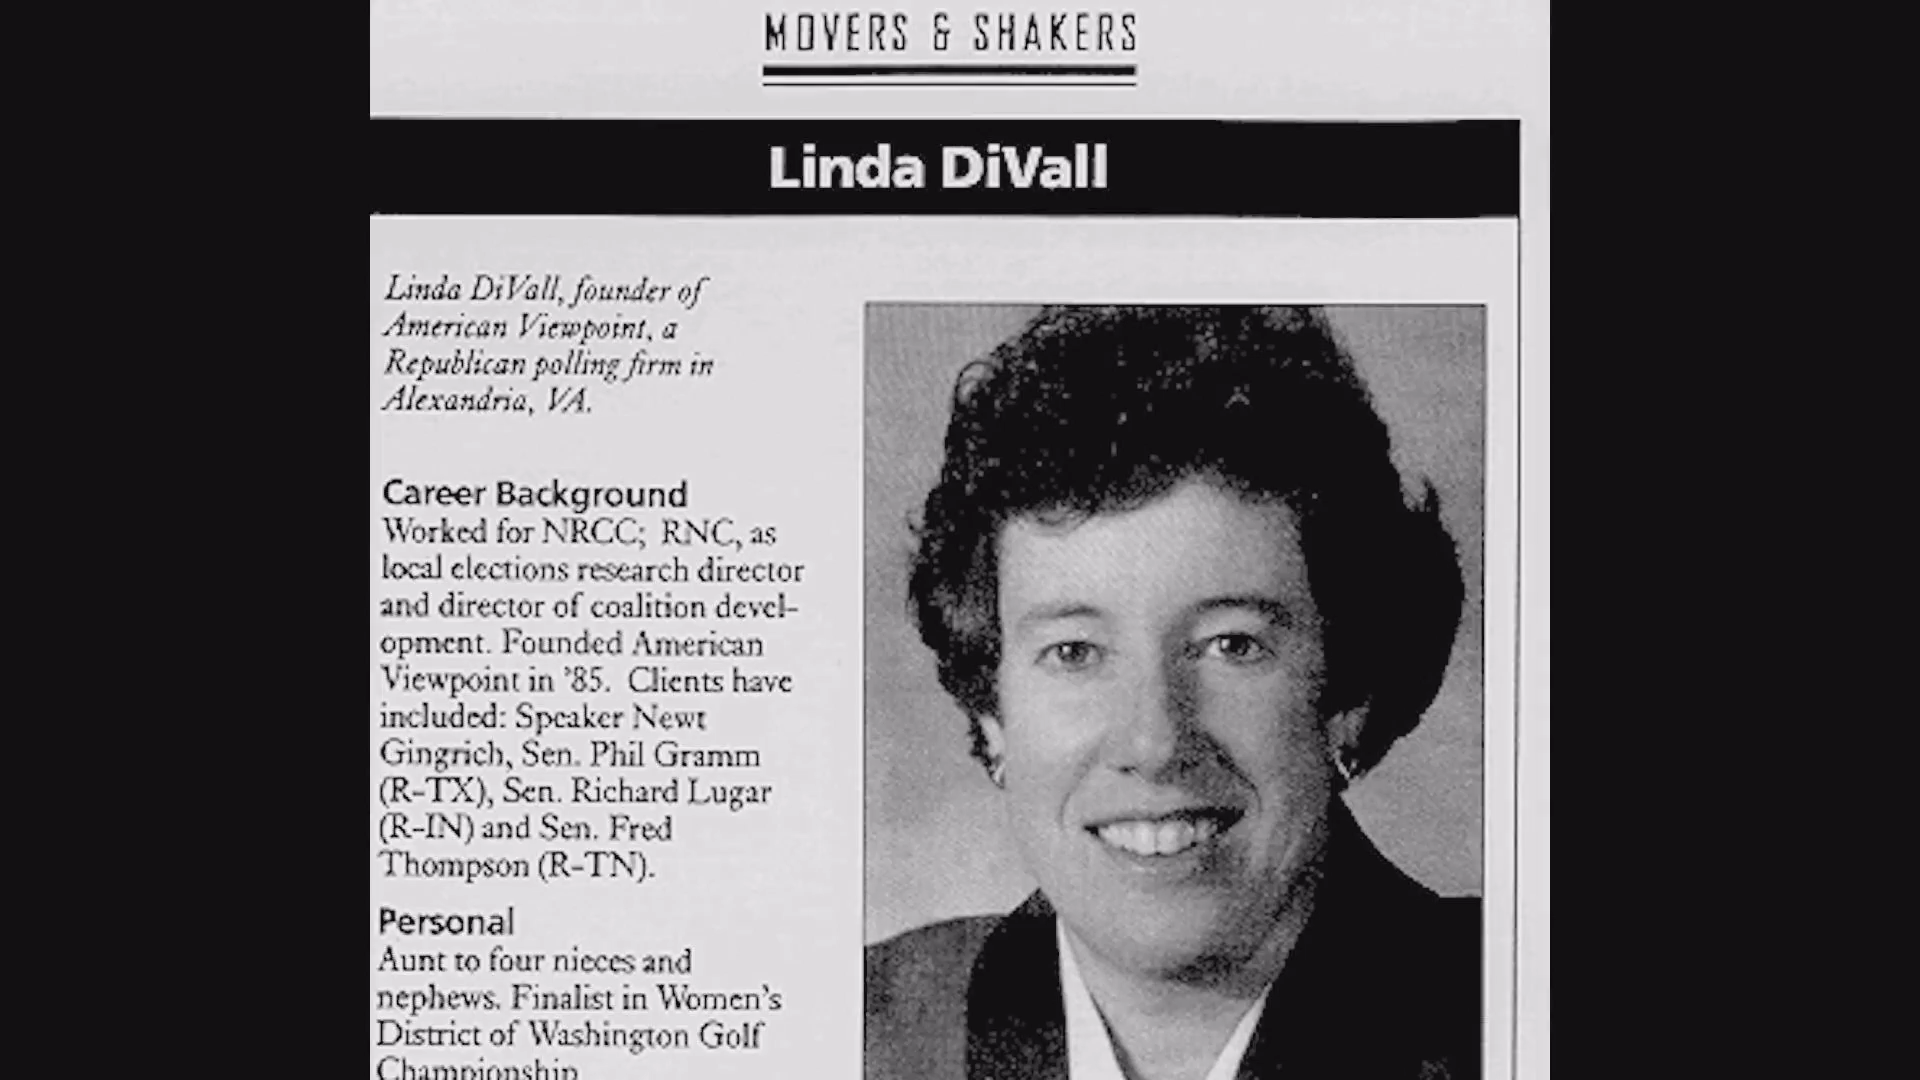 MOVERS & SHAKERS
Linda DiVall
Linda DiVall, founder of
American Viewpoint, a
Republican polling firm in
Alexandria, VA.
Career Background
Worked for NRCC; RNC, as
local elections research director
and director of coalition devel-
opment. Founded American
Viewpoint in '85. Clients have
included: Speaker Newt
Gingrich, Sen. Phil Gramm
(R-TX), Sen. Richard Lugar
(R-IN) and Sen. Fred
Thompson (R-TN).
Personal
Aunt to four nieces and
nephews. Finalist in Women's
District of Washington Golf
Championship